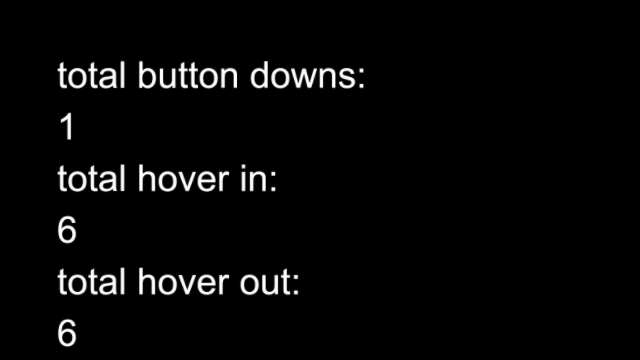 total button downs:
1
total hover in:
6
total hover out:
6